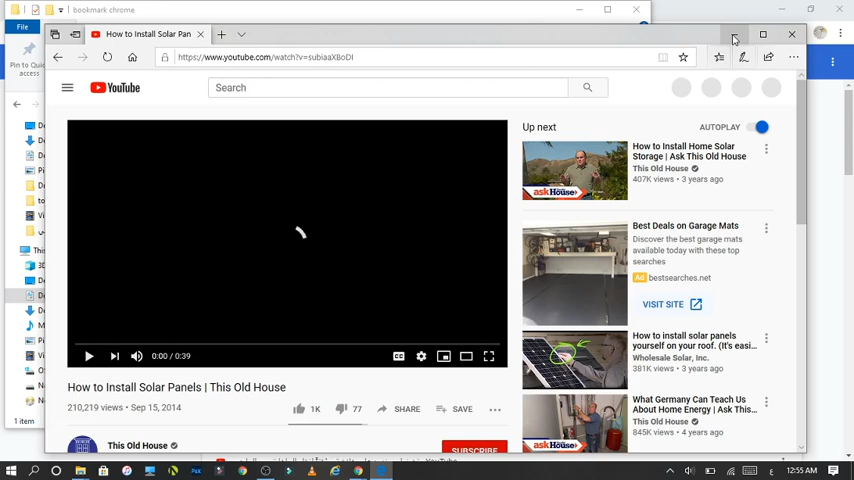 bookmark chrome
File
Pin to Quick
access
1 item
How to Install Solar Pan
https://www.youtube.com/watch?v=subiaaXBoDI
YouTube
Search
0:00 / 0:39
How to Install Solar Panels | This Old House
210,219 views • Sep 15, 2014
1K
77
SHARE
SAVE
This Old House
SUBSCRIBE
Up next
AUTOPLAY
How to Install Home Solar
Storage | Ask This Old House
This Old House
407K views • 3 years ago
ask House
Best Deals on Garage Mats
Discover the best garage mats
available today with these top
searches
Ad bestsearches.net
VISIT SITE
How to install solar panels
yourself on your roof. (It's easi...
Wholesale Solar, Inc.
381K views • 3 years ago
What Germany Can Teach Us
About Home Energy | Ask This...
This Old House
845K views • 4 years ago
ask House
12:55 AM